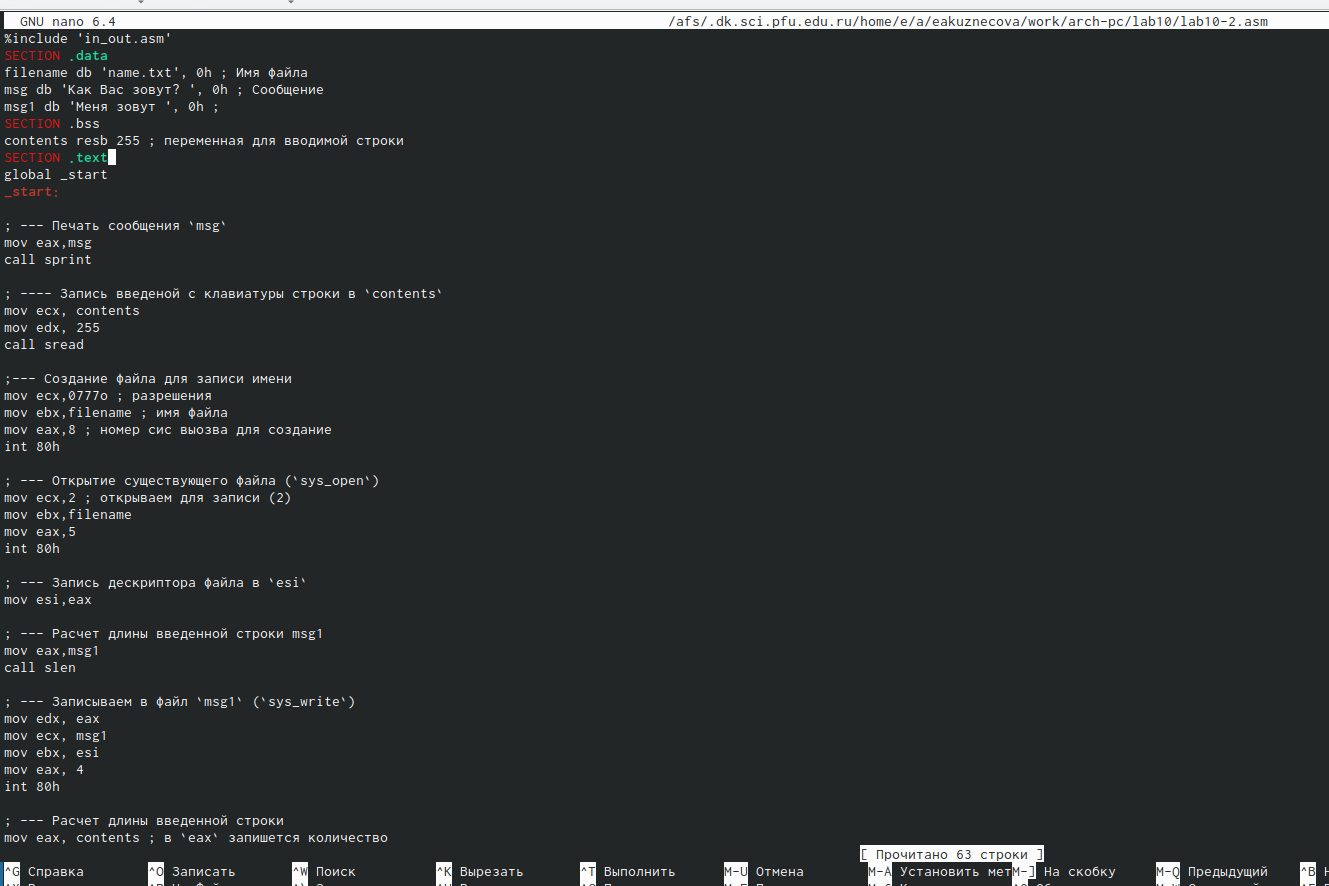 GNU nano 6.4 /afs/.dk.sci.pfu.edu.ru/home/e/a/eakuznecova/work/arch-pc/lab10/lab10-2.asm
%include 'in_out.asm'
SECTION .data
filename db 'name.txt', 0h ; Имя файла
msg db 'Как Вас зовут? ', 0h ; Сообщение
msg1 db 'Меня зовут ', 0h ;
SECTION .bss
contents resb 255 ; переменная для вводимой строки
SECTION .text
global _start
_start:
; --- Печать сообщения `msg`
mov eax,msg
call sprint
; ---- Запись введеной с клавиатуры строки в `contents`
mov ecx, contents
mov edx, 255
call sread
;--- Создание файла для записи имени
mov ecx,0777o ; разрешения
mov ebx,filename ; имя файла
mov eax,8 ; номер сис выозва для создание
int 80h
; --- Открытие существующего файла (`sys_open`)
mov ecx,2 ; открываем для записи (2)
mov ebx,filename
mov eax,5
int 80h
; --- Запись дескриптора файла в `esi`
mov esi,eax
; --- Расчет длины введенной строки msg1
mov eax,msg1
call slen
; --- Записываем в файл `msg1` (`sys_write`)
mov edx, eax
mov ecx, msg1
mov ebx, esi
mov eax, 4
int 80h
; --- Расчет длины введенной строки
mov eax, contents ; в `eax` запишется количество
[ Прочитано 63 строки ]
^G Справка ^O Записать ^W Поиск ^K Вырезать ^T Выполнить M-U Отмена M-A Установить мет M-] На скобку M-Q Предыдущий ^B